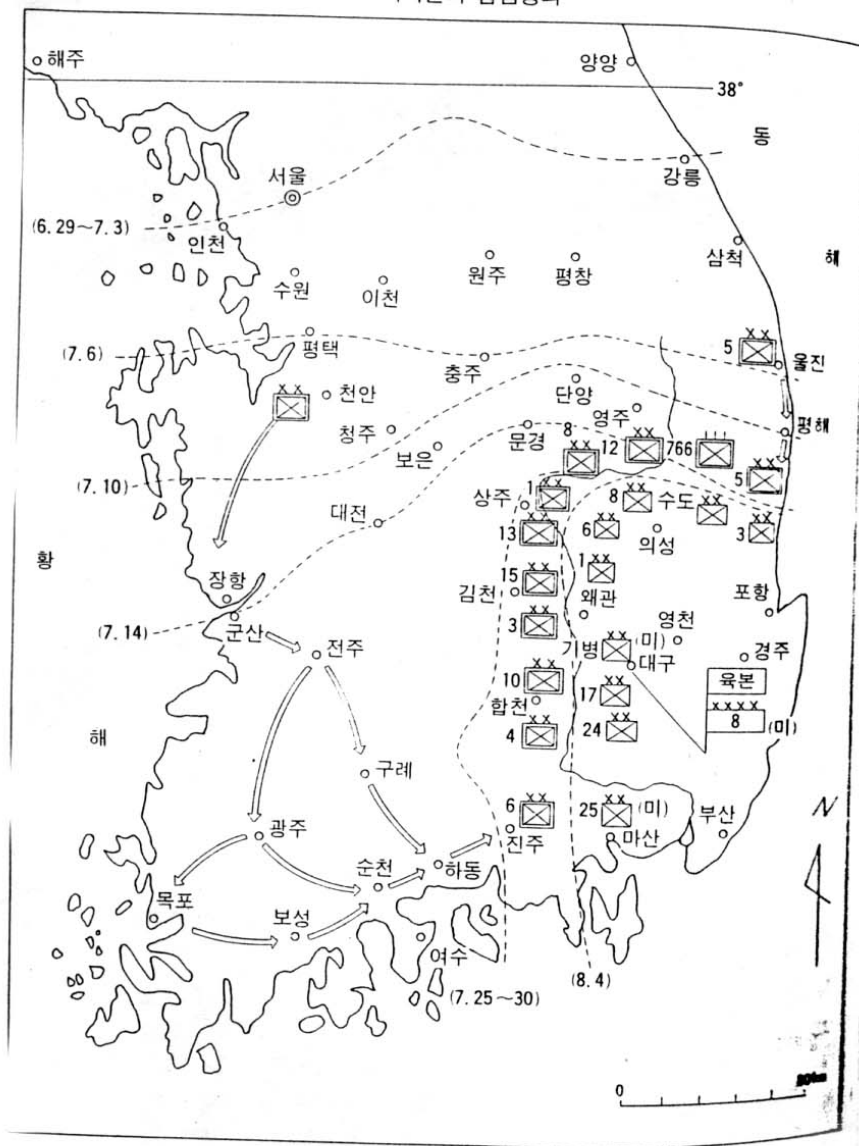 해주
양양
38°
동
강릉
서울
(6.29～7.3)
인천
삼척
해
원주
평창
수원
이천
(7.6)
평택
충주
5
울진
천안
단양
영주
평해
청주
보은
문경
8
12
766
5
(7.10)
상주
1
8
수도
3
대전
13
6
의성
황
15
1
김천
왜관
장항
포항
군산
(7.14)
3
영천
전주
기병
(미)
대구
경주
10
합천
17
육본
8
(미)
해
4
24
구례
광주
6
25
(미)
부산
N
진주
마산
순천
하동
목포
보성
여수
(7.25～30)
(8.4)
0